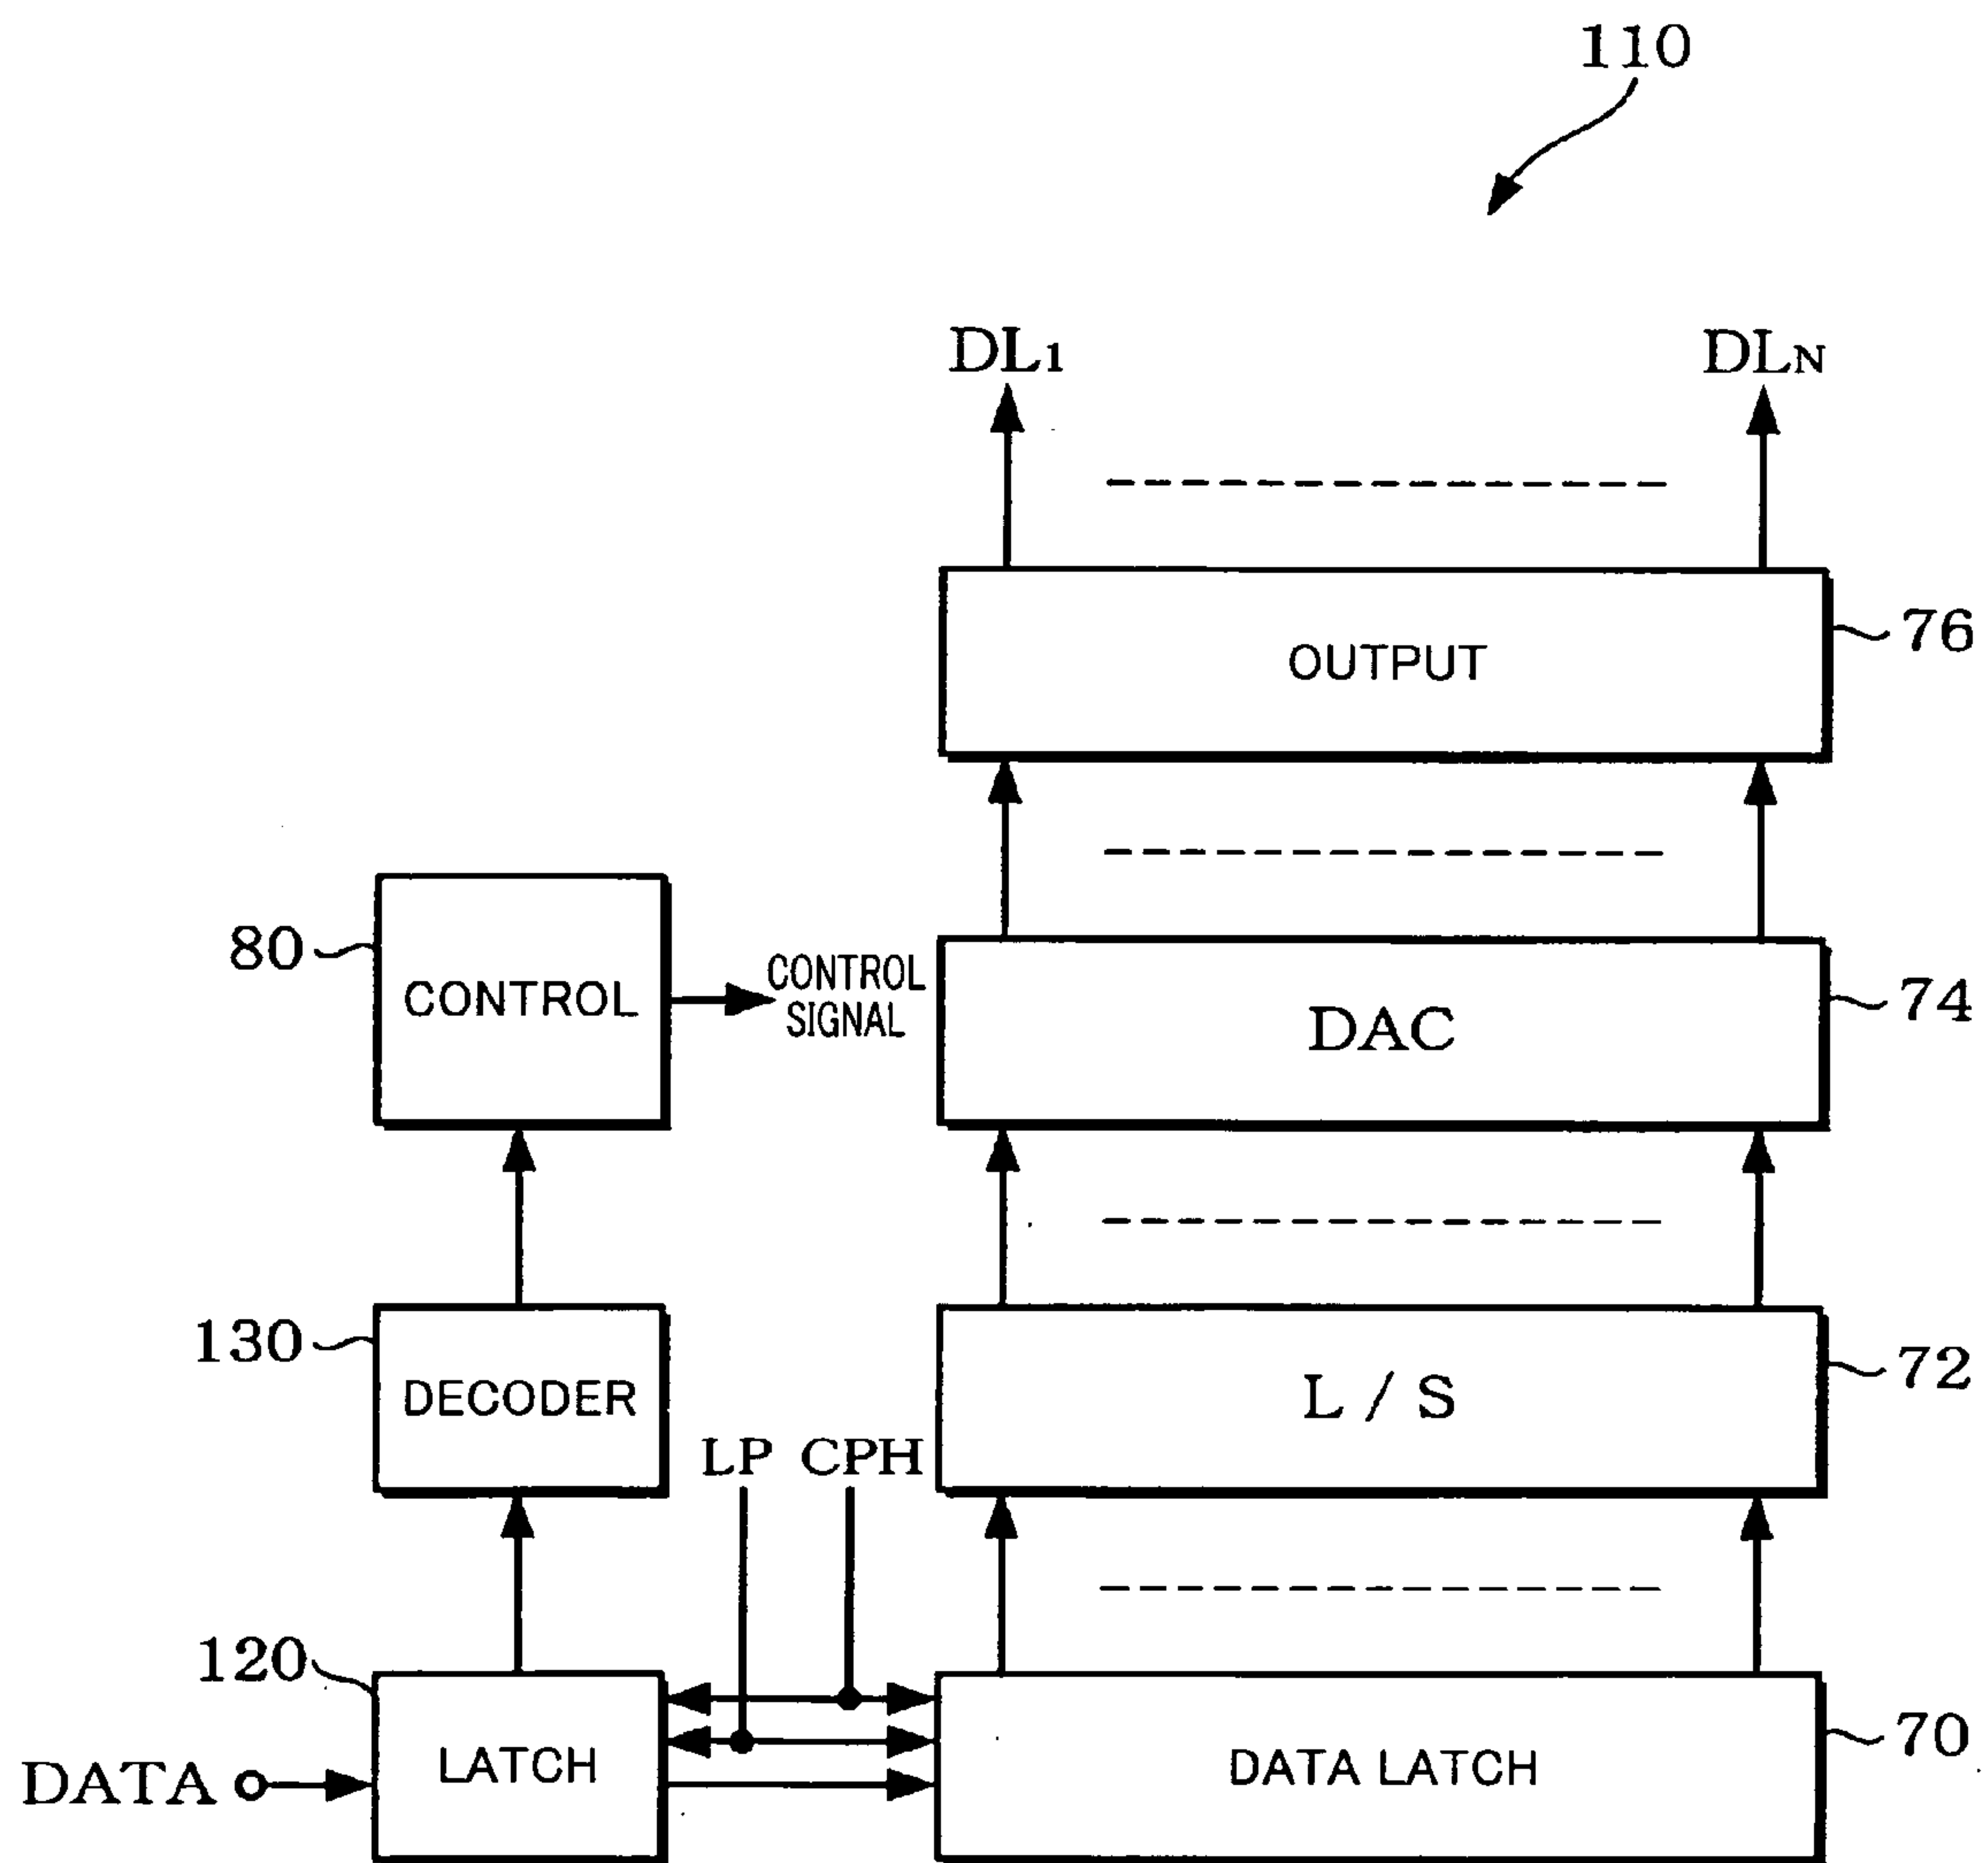 110
DL1 DLN
76
OUTPUT
80
CONTROL
CONTROL
SIGNAL
74
DAC
130
DECODER
LP CPH
72
L / S
120
LATCH
DATA
70
DATA LATCH